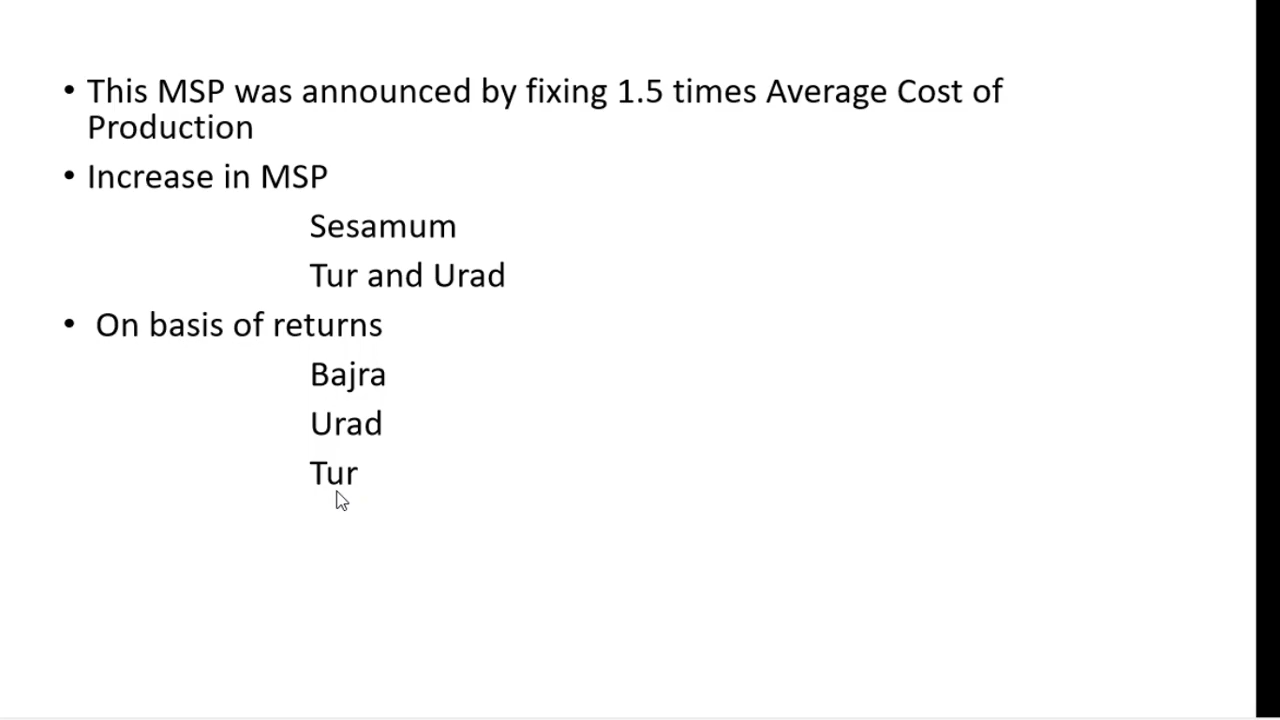 • This MSP was announced by fixing 1.5 times Average Cost of
Production
• Increase in MSP
Sesamum
Tur and Urad
• On basis of returns
Bajra
Urad
Tur